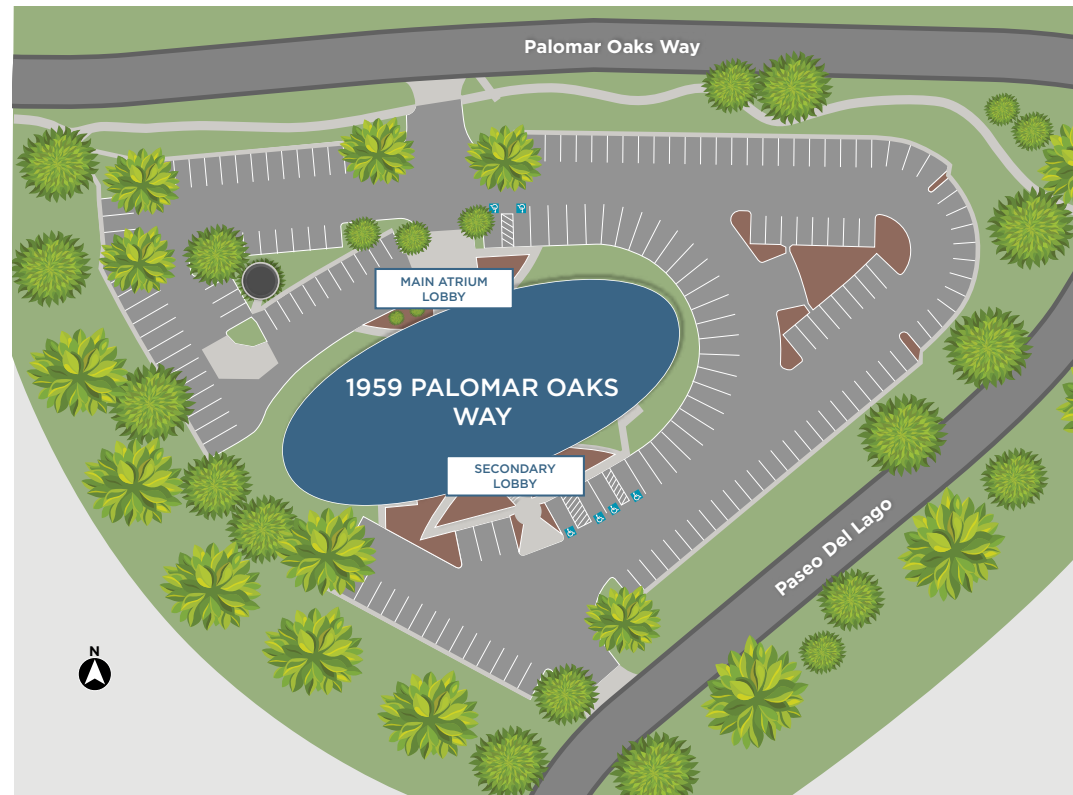 Palomar Oaks Way
MAIN ATRIUM
LOBBY
1959 PALOMAR OAKS
WAY
SECONDARY
LOBBY
Paseo Del Lago
N